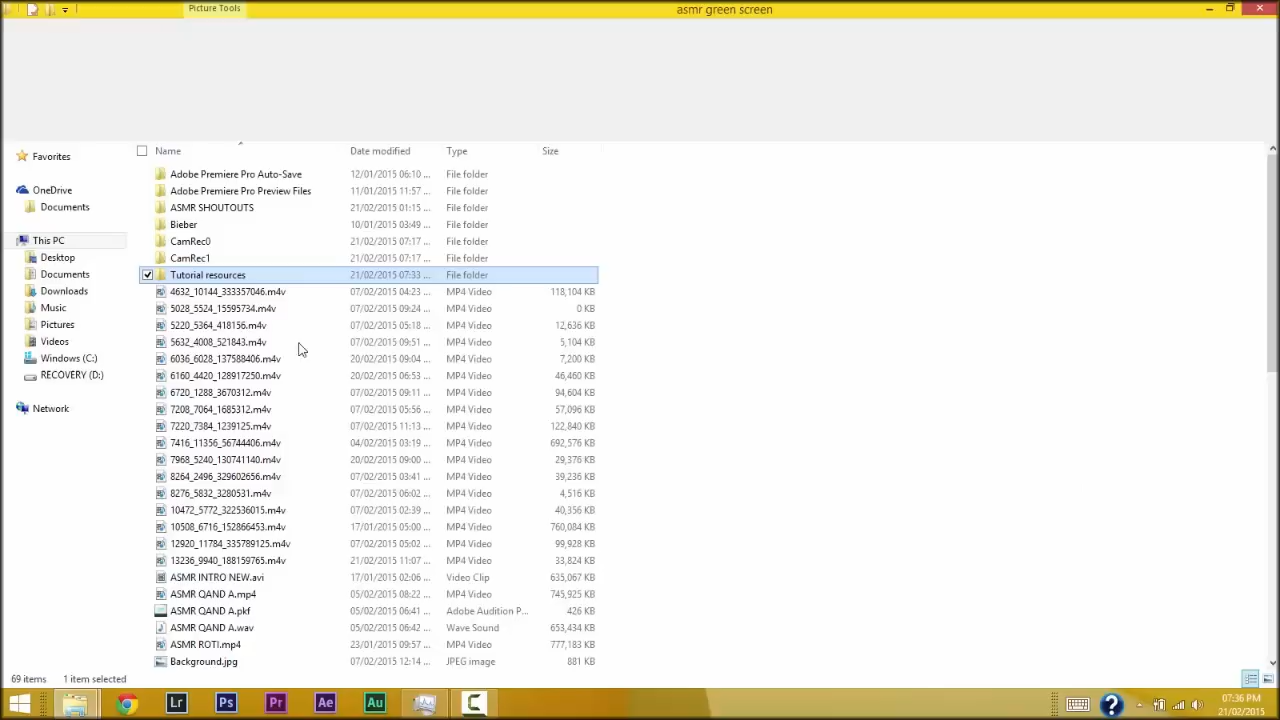 Picture Tools
asmr green screen
Name Date modified Type Size
Favorites
OneDrive
Documents
This PC
Desktop
Documents
Downloads
Music
Pictures
Videos
Windows (C:)
RECOVERY (D:)
Network
Adobe Premiere Pro Auto-Save 12/01/2015 06:10 ... File folder
Adobe Premiere Pro Preview Files 11/01/2015 11:57 ... File folder
ASMR SHOUTOUTS 21/02/2015 01:15 ... File folder
Bieber 10/01/2015 03:49 ... File folder
CamRec0 21/02/2015 07:17 ... File folder
CamRec1 21/02/2015 07:17 ... File folder
Tutorial resources 21/02/2015 07:33 ... File folder
4632_10144_333357046.m4v 07/02/2015 04:23 ... MP4 Video 118,104 KB
5028_5524_15595734.m4v 07/02/2015 09:24 ... MP4 Video 0 KB
5220_5364_418156.m4v 07/02/2015 05:18 ... MP4 Video 12,636 KB
5632_4008_521843.m4v 07/02/2015 09:51 ... MP4 Video 5,104 KB
6036_6028_137588406.m4v 20/02/2015 09:04 ... MP4 Video 7,200 KB
6160_4420_128917250.m4v 20/02/2015 06:53 ... MP4 Video 46,460 KB
6720_1288_3670312.m4v 07/02/2015 09:11 ... MP4 Video 94,604 KB
7208_7064_1685312.m4v 07/02/2015 05:56 ... MP4 Video 57,096 KB
7220_7384_1239125.m4v 07/02/2015 11:13 ... MP4 Video 122,840 KB
7416_11356_56744406.m4v 04/02/2015 03:19 ... MP4 Video 692,576 KB
7968_5240_130741140.m4v 20/02/2015 09:00 ... MP4 Video 29,376 KB
8264_2496_329602656.m4v 07/02/2015 03:41 ... MP4 Video 39,236 KB
8276_5832_3280531.m4v 07/02/2015 06:02 ... MP4 Video 4,516 KB
10472_5772_322536015.m4v 07/02/2015 02:39 ... MP4 Video 40,356 KB
10508_6716_152866453.m4v 17/01/2015 05:00 ... MP4 Video 760,084 KB
12920_11784_335789125.m4v 07/02/2015 05:02 ... MP4 Video 99,928 KB
13236_9940_188159765.m4v 21/02/2015 11:07 ... MP4 Video 33,824 KB
ASMR INTRO NEW.avi 17/01/2015 02:06 ... Video Clip 635,067 KB
ASMR QAND A.mp4 05/02/2015 08:22 ... MP4 Video 745,925 KB
ASMR QAND A.pkf 05/02/2015 06:41 ... Adobe Audition P... 426 KB
ASMR QAND A.wav 05/02/2015 06:42 ... Wave Sound 653,434 KB
ASMR ROTI.mp4 23/01/2015 09:57 ... MP4 Video 777,183 KB
Background.jpg 07/02/2015 12:14 ... JPEG image 881 KB
69 items 1 item selected
Lr Ps Pr Ae Au C ?
07:36 PM
21/02/2015